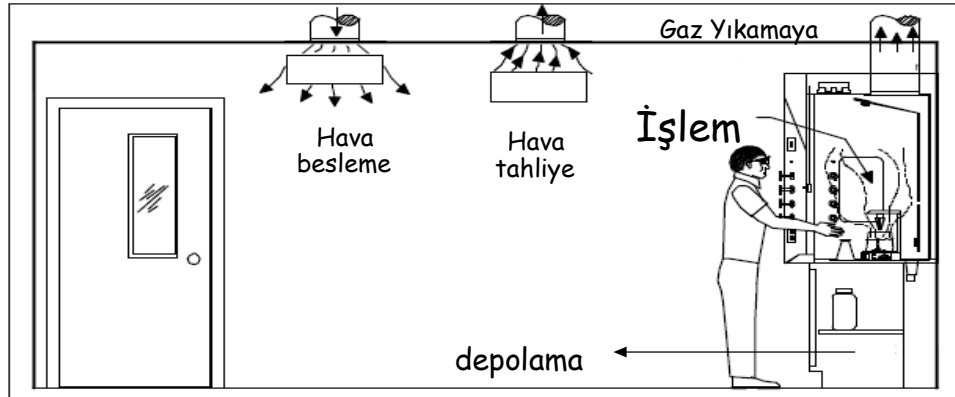 Gaz Yıkamaya
İşlem
Hava
besleme
Hava
tahliye
depolama